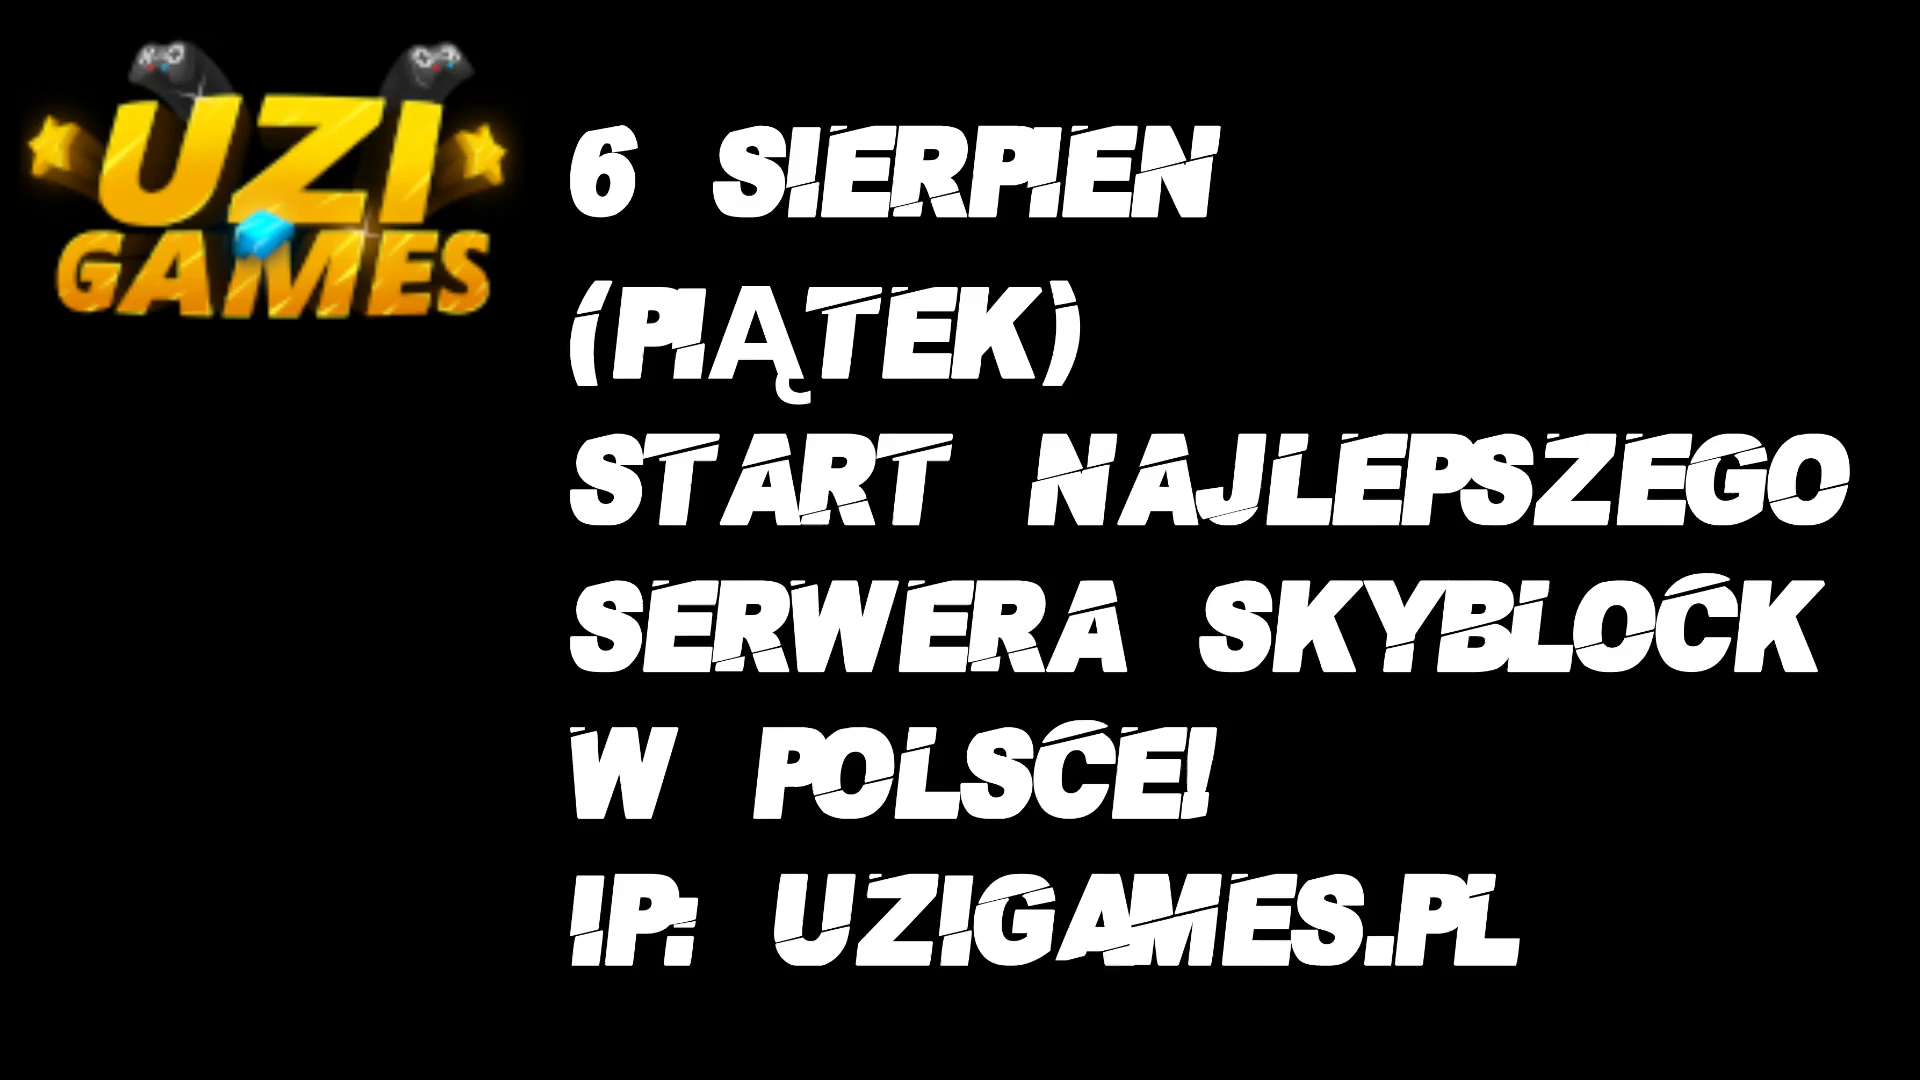 UZI
GAMES
6 SIERPIEN
(PIĄTEK)
START NAJLEPSZEGO
SERWERA SKYBLOCK
W POLSCE!
IP: UZIGAMES.PL